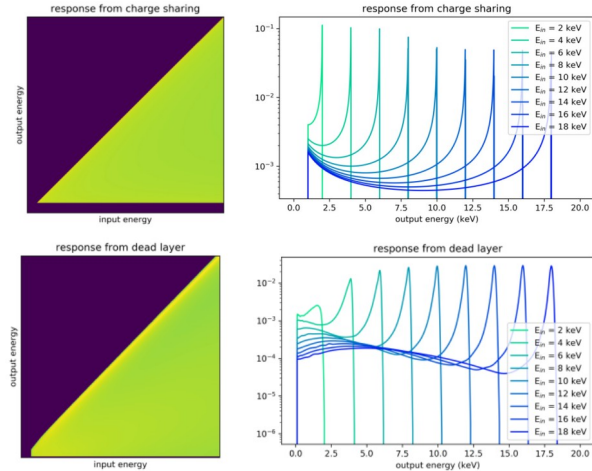 response from charge sharing
output energy
input energy
response from charge sharing
10⁻¹
10⁻²
10⁻³
E_in = 2 keV
E_in = 4 keV
E_in = 6 keV
E_in = 8 keV
E_in = 10 keV
E_in = 12 keV
E_in = 14 keV
E_in = 16 keV
E_in = 18 keV
0.0 2.5 5.0 7.5 10.0 12.5 15.0 17.5 20.0
output energy (keV)
response from dead layer
output energy
input energy
response from dead layer
10⁻²
10⁻³
10⁻⁴
10⁻⁵
10⁻⁶
E_in = 2 keV
E_in = 4 keV
E_in = 6 keV
E_in = 8 keV
E_in = 10 keV
E_in = 12 keV
E_in = 14 keV
E_in = 16 keV
E_in = 18 keV
0.0 2.5 5.0 7.5 10.0 12.5 15.0 17.5 20.0
output energy (keV)